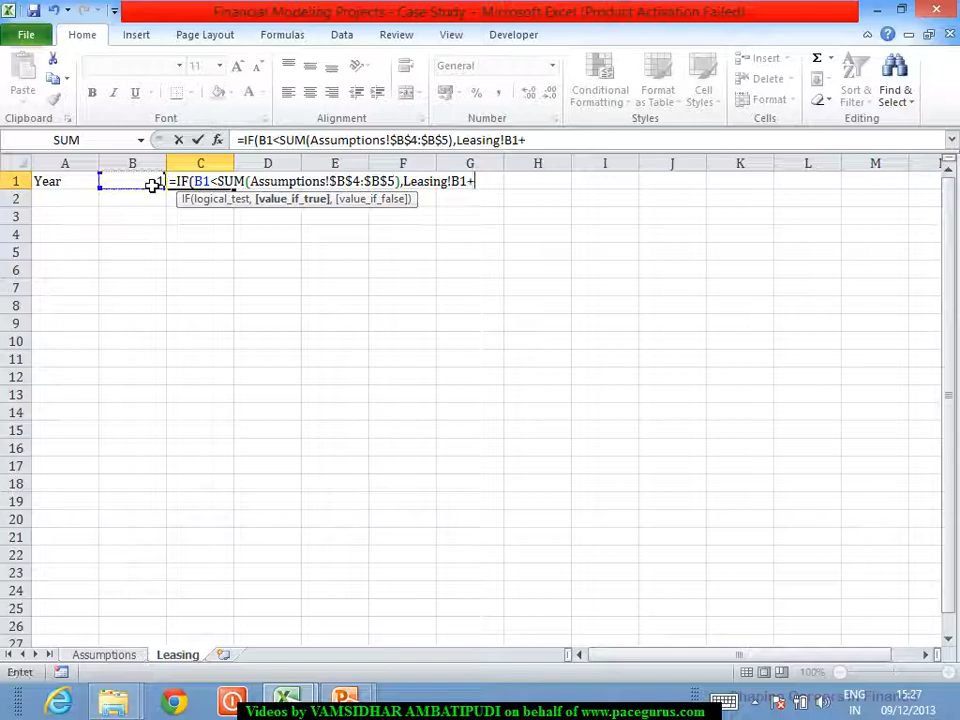 Financial Modeling Projects - Case Study - Microsoft Excel (Product Activation Failed)
File Home Insert Page Layout Formulas Data Review View Developer
Paste
Clipboard
11 A A
B I U A
Font
Alignment
General
% ,
Number
Conditional Formatting
Format as Table
Cell Styles
Styles
Insert
Delete
Format
Cells
Σ
Sort & Filter
Find & Select
Editing
SUM fx =IF(B1<SUM(Assumptions!$B$4:$B$5),Leasing!B1+
A B C D E F G H I J K L M N
1 Year 1 =IF(B1<SUM(Assumptions!$B$4:$B$5),Leasing!B1+
2 IF(logical_test, [value_if_true], [value_if_false])
3
4
5
6
7
8
9
10
11
12
13
14
15
16
17
18
19
20
21
22
23
24
25
26
27
Assumptions Leasing
Enter 100%
ENG 15:27
IN 09/12/2013
Videos by VAMSIDHAR AMBATIPUDI on behalf of www.pacegurus.com